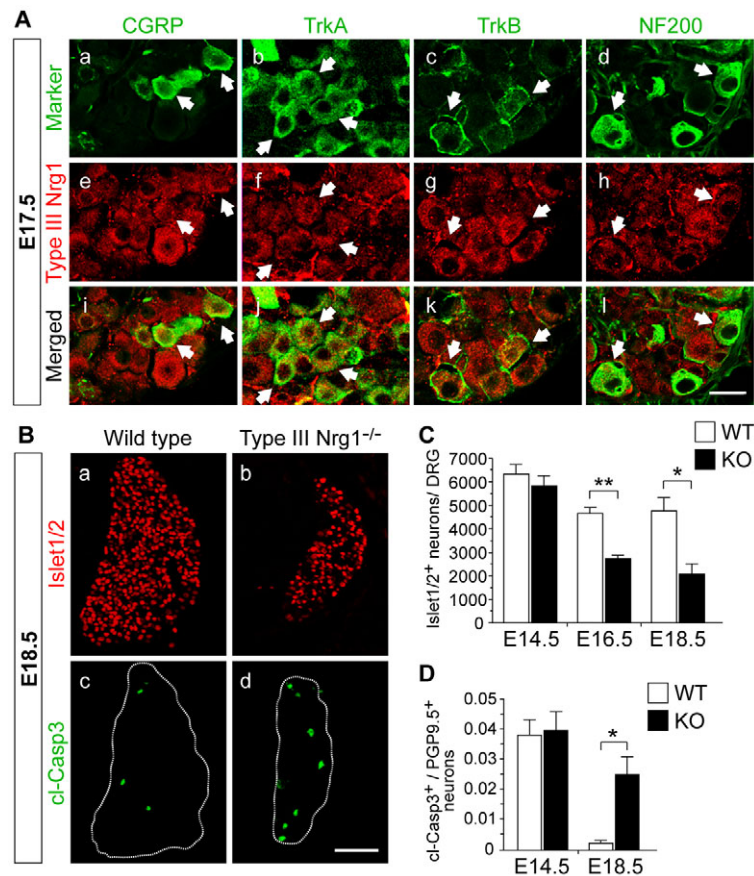 A
CGRP TrkA TrkB NF200
E17.5
Marker
a b c d
Type III Nrg1
e f g h
Merged
i j k l
B
Wild type Type III Nrg1-/-
E18.5
Islet1/2
a b
cl-Casp3
c d
C
WT
KO
Islet1/2+ neurons/ DRG
6000
7000
5000
4000
3000
2000
1000
0
** *
E14.5 E16.5 E18.5
D
WT
KO
cl-Casp3+ / PGP9.5+
neurons
0.05
0.04
0.03
0.02
0.01
0
*
E14.5 E18.5